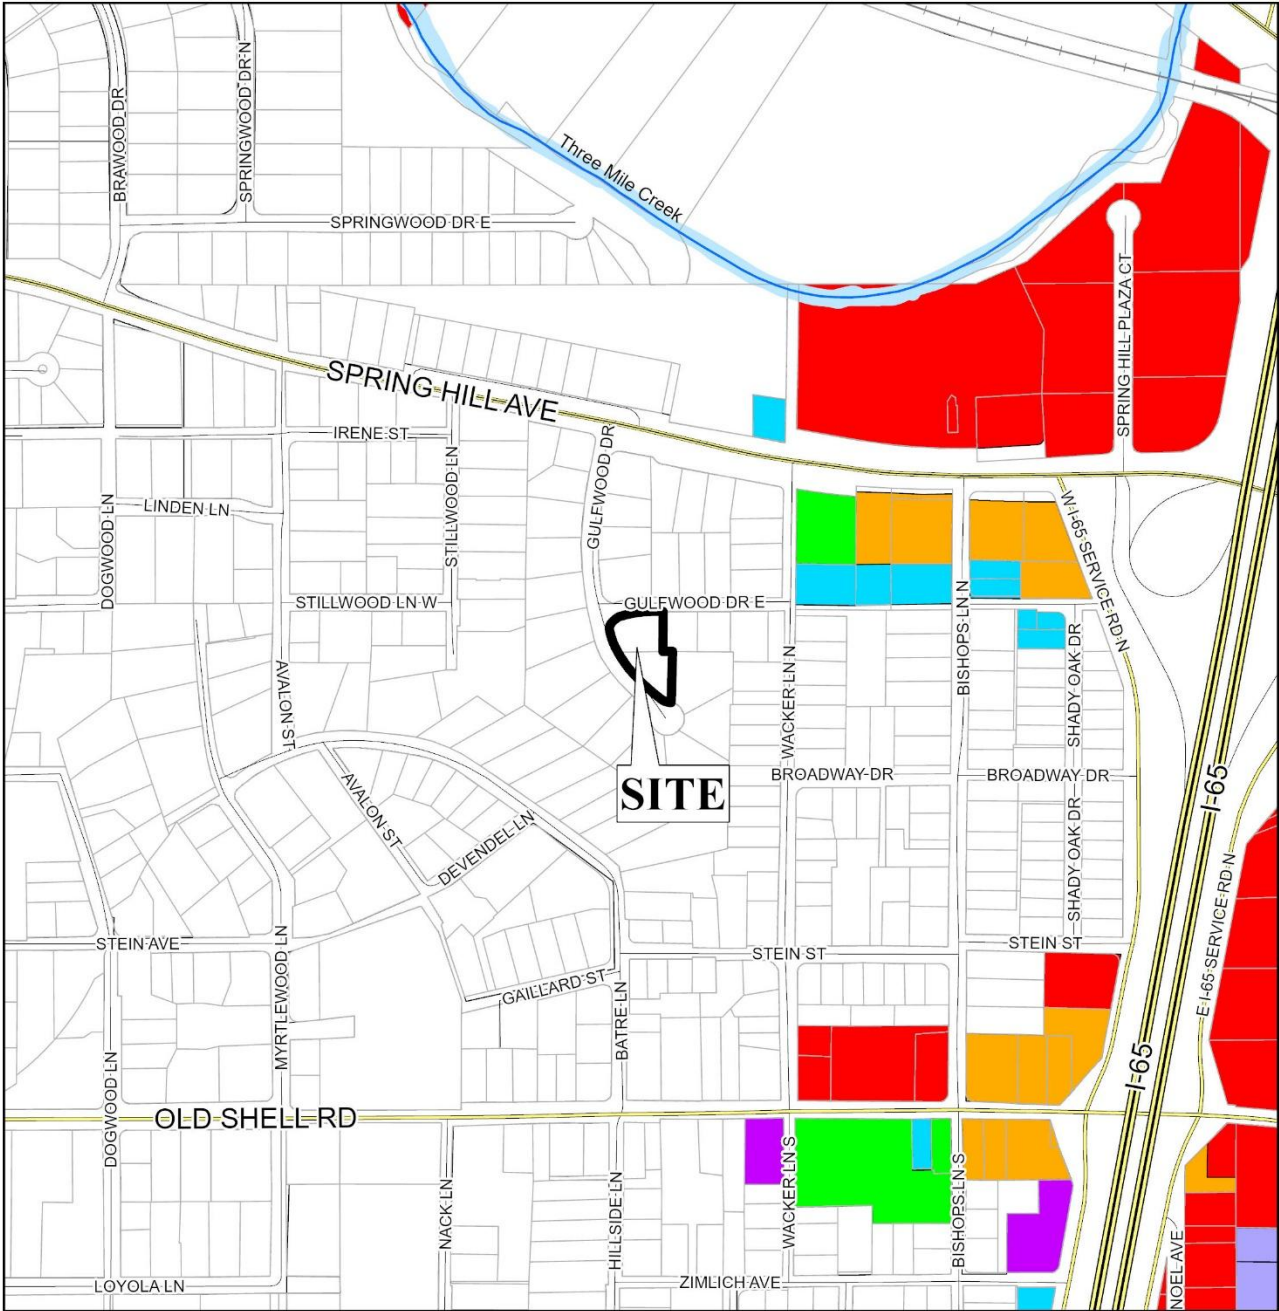 BRAWOOD DR
SPRINGWOOD DR N
Three Mile Creek
SPRINGWOOD DR E
SPRING HILL PLAZA CT
SPRING HILL AVE
IRENE ST
GULFWOOD DR
STILLWOOD LN
LINDEN LN
DOGWOOD LN
W I-65 SERVICE RD N
STILLWOOD LN W
GULFWOOD DR E
BISHOPS LN N
SHADY OAK DR
WACKER LN N
AVALON ST
SITE
BROADWAY DR
BROADWAY DR
I-65
AVALON ST
DEVENDEL LN
SHADY OAK DR
E I-65 SERVICE RD N
STEIN AVE
STEIN ST
STEIN ST
MYRTLEWOOD LN
GAILLARD ST
BATRE LN
I-65
DOGWOOD LN
OLD SHELL RD
NACK LN
HILLSIDE LN
WACKER LN S
BISHOPS LN S
NOEL AVE
LOYOLA LN
ZIMLICH AVE